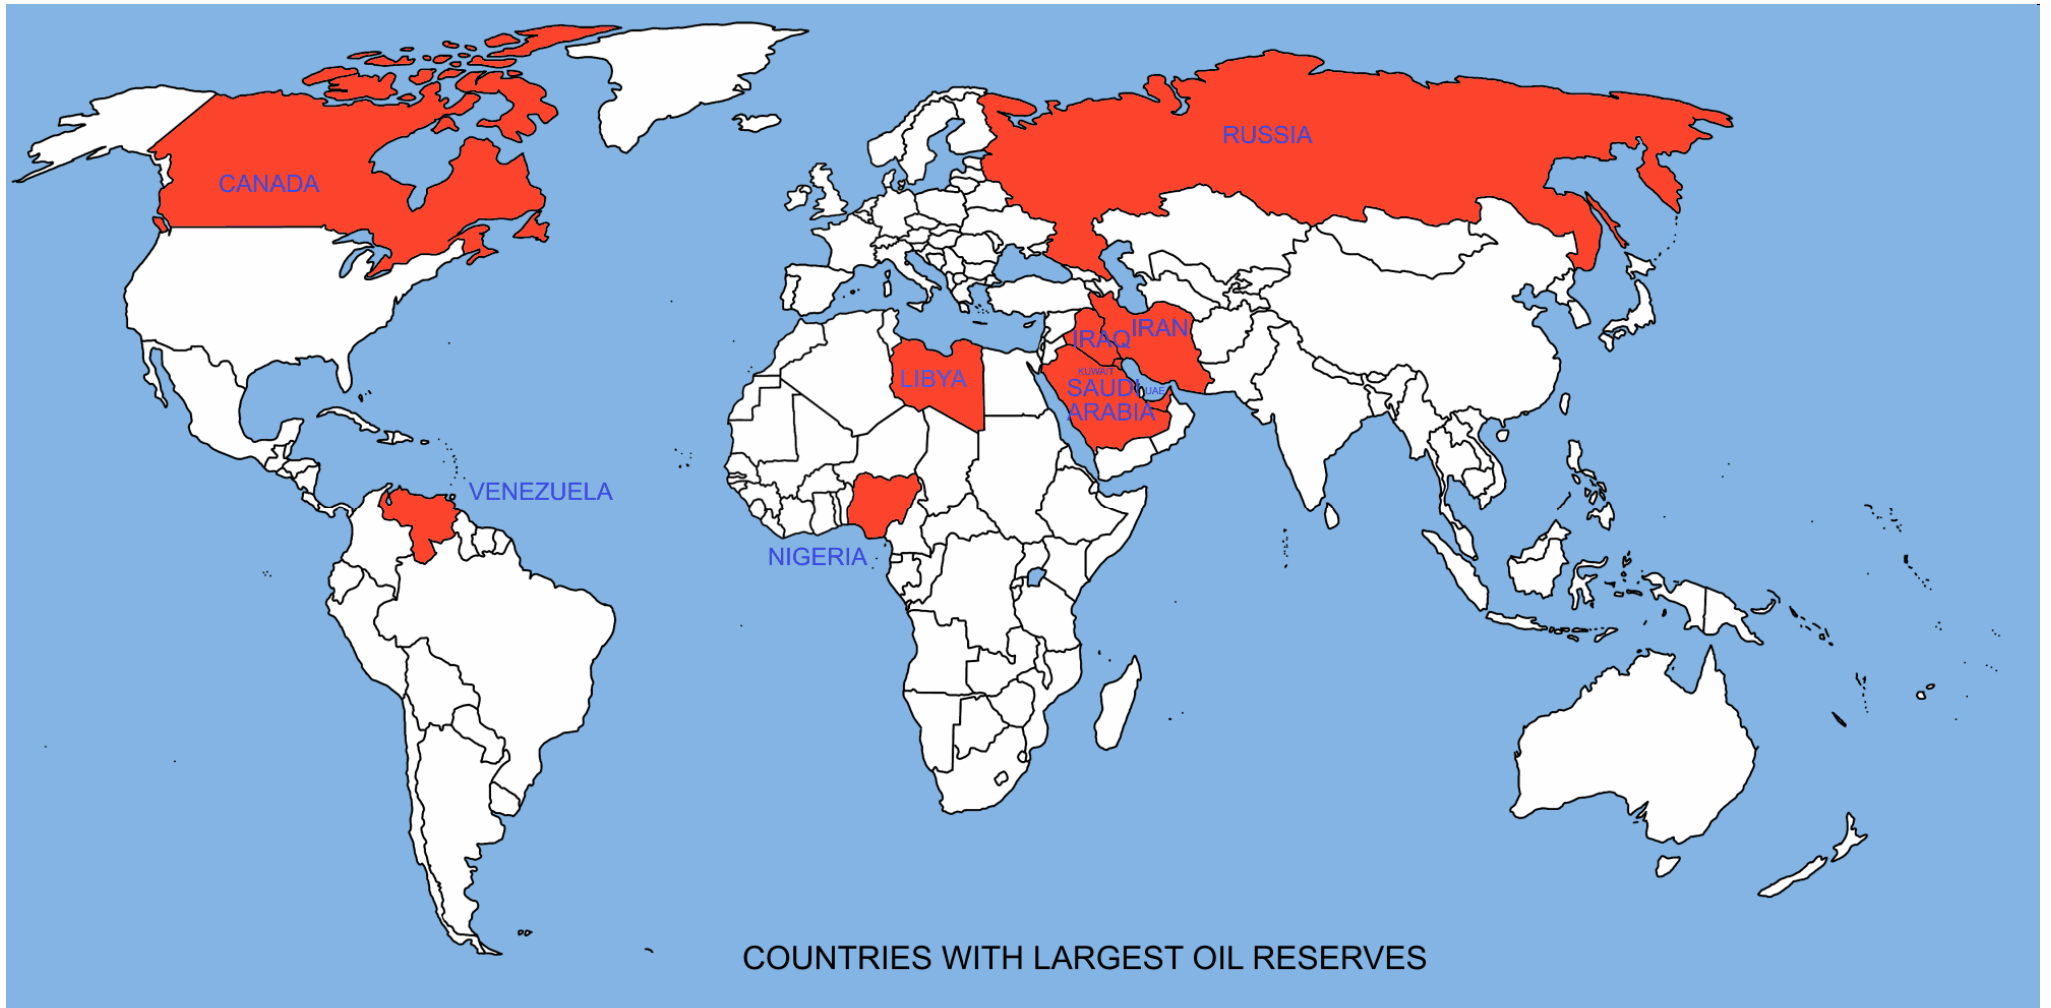 RUSSIA
CANADA
IRAN
IRAQ
KUWAIT
LIBYA
SAUDI
UAE
ARABIA
VENEZUELA
NIGERIA
COUNTRIES WITH LARGEST OIL RESERVES